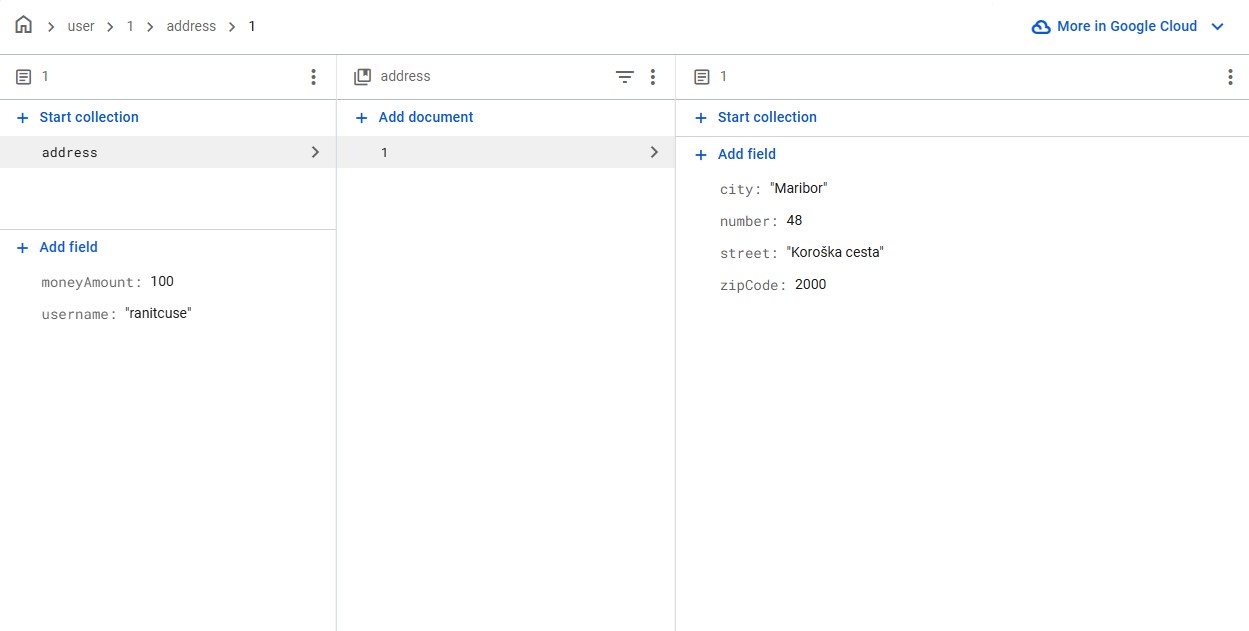 user > 1 > address > 1
More in Google Cloud
1
address
1
+ Start collection
+ Add document
+ Start collection
address
1
+ Add field
city: "Maribor"
number: 48
street: "Koroška cesta"
zipCode: 2000
+ Add field
moneyAmount: 100
username: "ranitcuse"